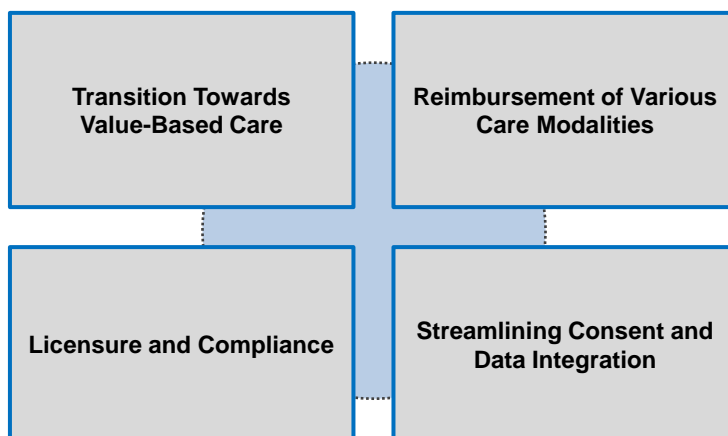 Transition Towards
Value-Based Care
Reimbursement of Various
Care Modalities
Licensure and Compliance
Streamlining Consent and
Data Integration